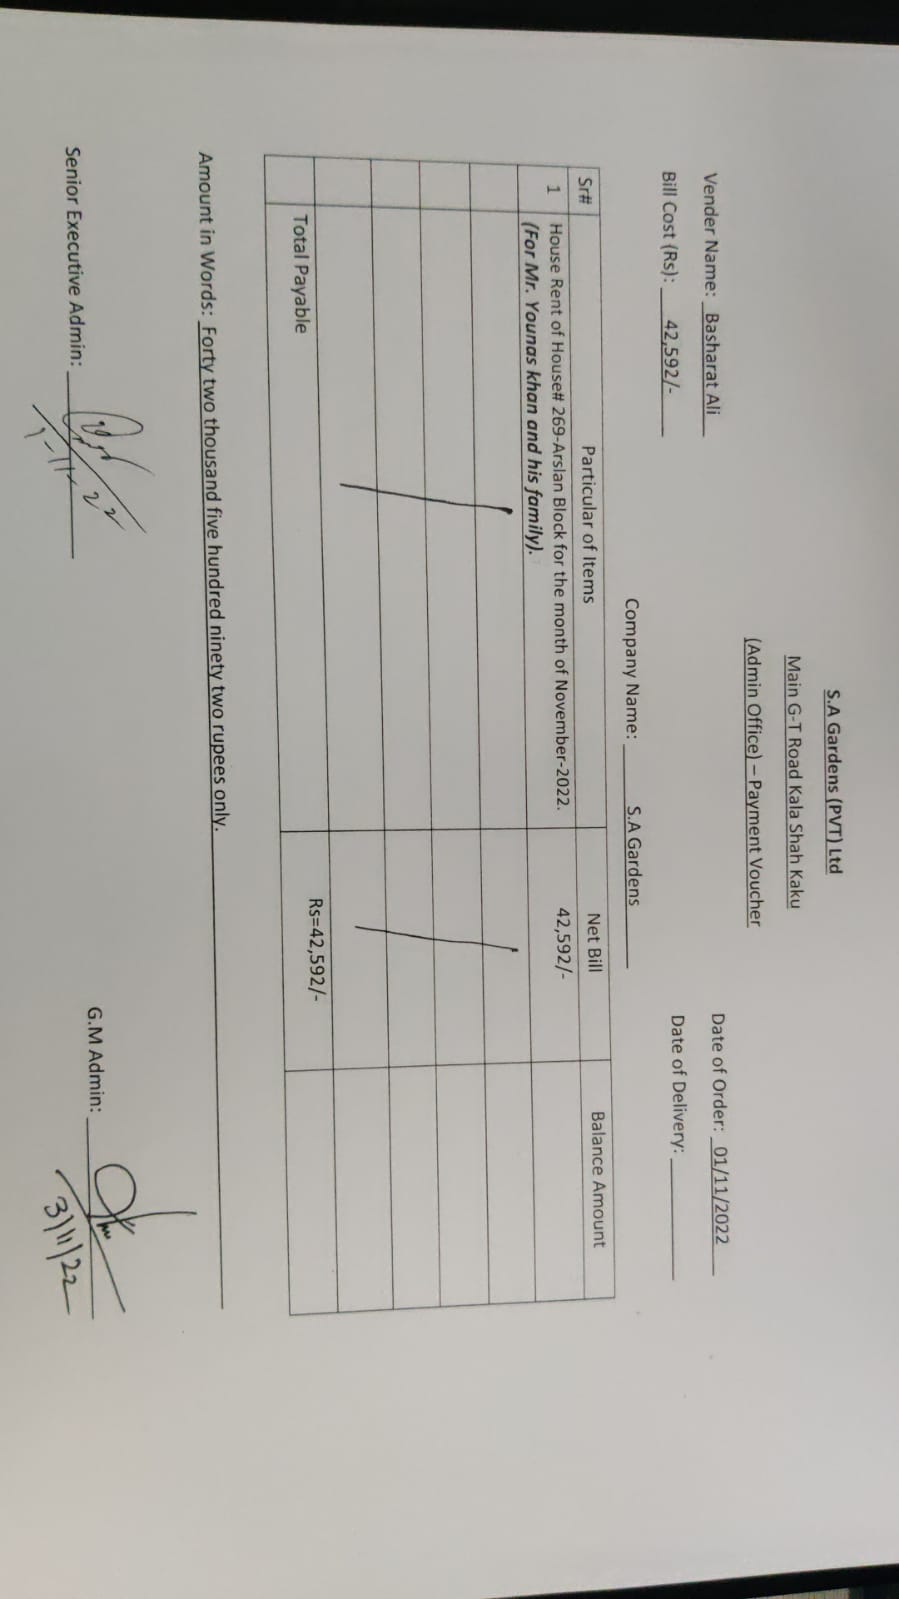 S.A Gardens (PVT) Ltd
Main G-T Road Kala Shah Kaku
(Admin Office) – Payment Voucher
Vender Name: Basharat Ali
Date of Order: 01/11/2022
Bill Cost (Rs): 42,592/-
Date of Delivery:
Company Name: S.A Gardens
Sr# Particular of Items Net Bill Balance Amount
1 House Rent of House# 269-Arslan Block for the month of November-2022. 42,592/-
(For Mr. Younas khan and his family).
Total Payable Rs=42,592/-
Amount in Words: Forty two thousand five hundred ninety two rupees only.
Senior Executive Admin:
1-11-22
G.M Admin:
3/11/22